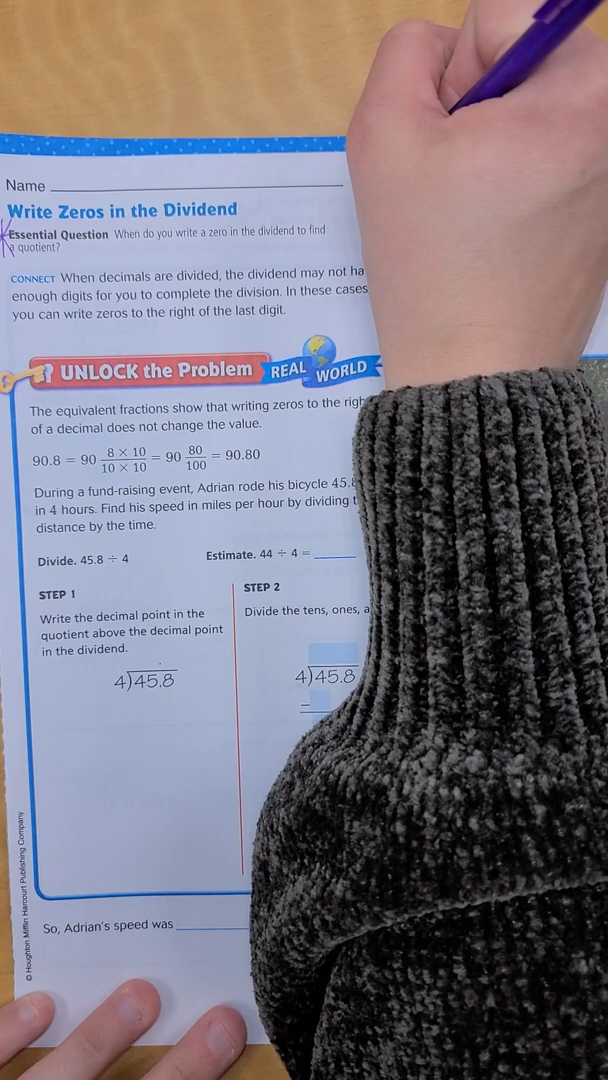 Name
Write Zeros in the Dividend
Essential Question When do you write a zero in the dividend to find
a quotient?
CONNECT When decimals are divided, the dividend may not ha
enough digits for you to complete the division. In these cases
you can write zeros to the right of the last digit.
UNLOCK the Problem REAL WORLD
The equivalent fractions show that writing zeros to the righ
of a decimal does not change the value.
90.8 = 90 8 × 10 / 10 × 10 = 90 80 / 100 = 90.80
During a fund-raising event, Adrian rode his bicycle 45.8
in 4 hours. Find his speed in miles per hour by dividing t
distance by the time.
Divide. 45.8 ÷ 4 Estimate. 44 ÷ 4 =
STEP 1
Write the decimal point in the
quotient above the decimal point
in the dividend.
4)45.8
STEP 2
Divide the tens, ones, a
4)45.8
−
So, Adrian's speed was
© Houghton Mifflin Harcourt Publishing Company